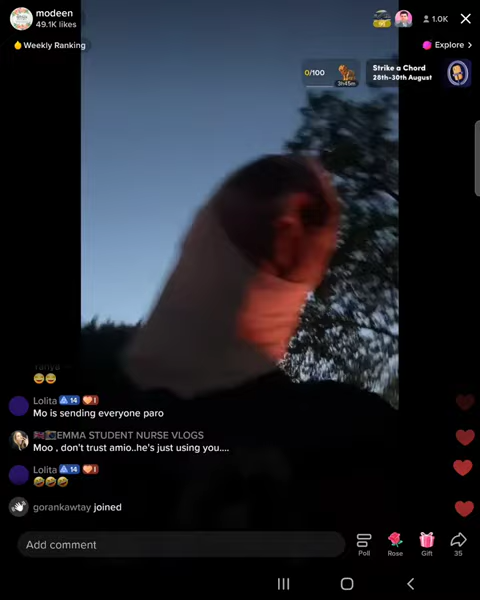 modeen
49.1K likes
1.0K
Weekly Ranking
Explore >
0/100
3h45m
Strike a Chord
28th-30th August
Tanya
😂😂
Lolita 14 I
Mo is sending everyone paro
EMMA STUDENT NURSE VLOGS
Moo , don't trust amio..he's just using you....
Lolita 14 I
🤣🤣🤣
gorankawtay joined
Add comment
Poll
Rose
Gift
35